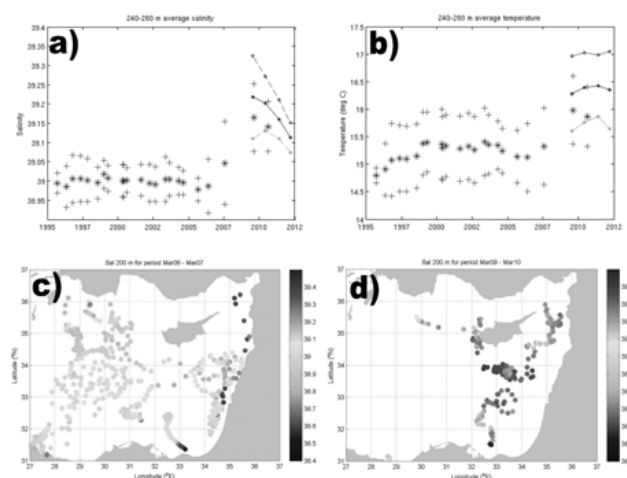 240-260 m average salinity
a)
Salinity
39.4
39.35
39.3
39.25
39.2
39.15
39.1
39.05
39
38.95
1995 1997 2000 2002 2005 2007 2010 2012
240-260 m average temperature
b)
Temperature (deg C)
17.5
17
16.5
16
15.5
15
14.5
14
1995 1997 2000 2002 2005 2007 2010 2012
Sal 200 m for period Mar06 - Mar07
c)
Latitude (°N)
37
36
35
34
33
32
31
27 28 29 30 31 32 33 34 35 36 37
39.4
39.3
39.2
39.1
39
38.9
38.8
38.7
38.6
38.5
38.4
Sal 200 m for period Mar09 - Mar10
d)
Latitude
37
36
35
34
33
32
31
27 28 29 30 31 32 33 34 35 36 37
Longitude